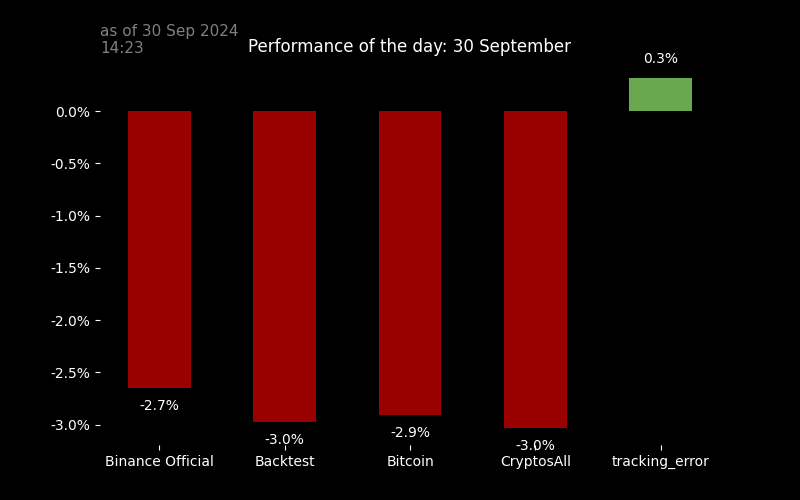 as of 30 Sep 2024
14:23
Performance of the day: 30 September
0.3%
0.0%
-0.5%
-1.0%
-1.5%
-2.0%
-2.5%
-3.0%
-2.7%
-3.0%
-2.9%
-3.0%
Binance Official
Backtest
Bitcoin
CryptosAll
tracking_error